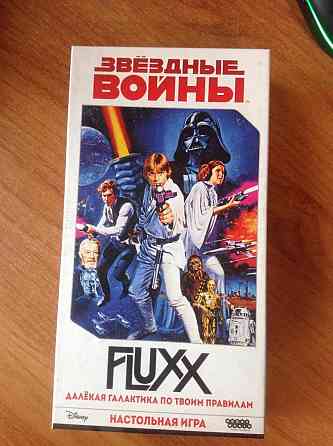 ЗВЁЗДНЫЕ
ВОЙНЫ
FLUXX
ДАЛЁКАЯ ГАЛАКТИКА ПО ТВОИМ ПРАВИЛАМ
Disney
НАСТОЛЬНАЯ ИГРА